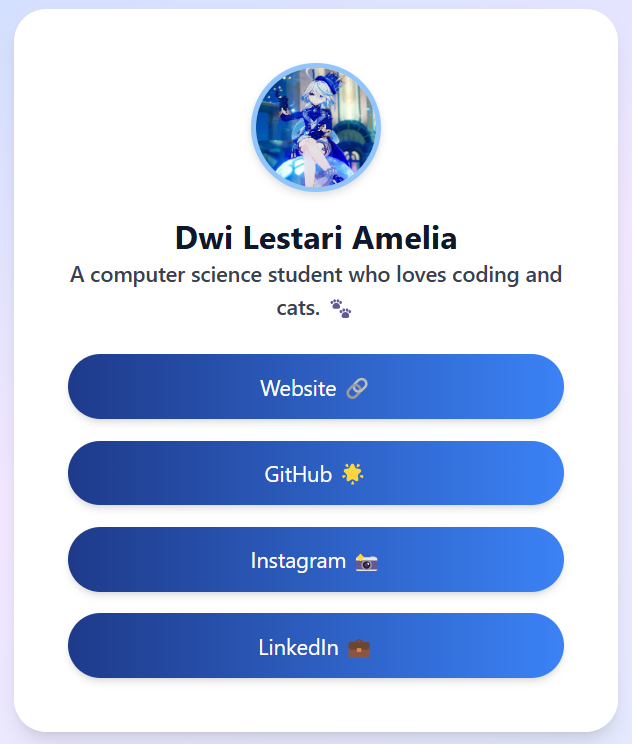 Dwi Lestari Amelia
A computer science student who loves coding and
cats. 🐾
Website 🔗
GitHub 🌟
Instagram 📸
LinkedIn 💼